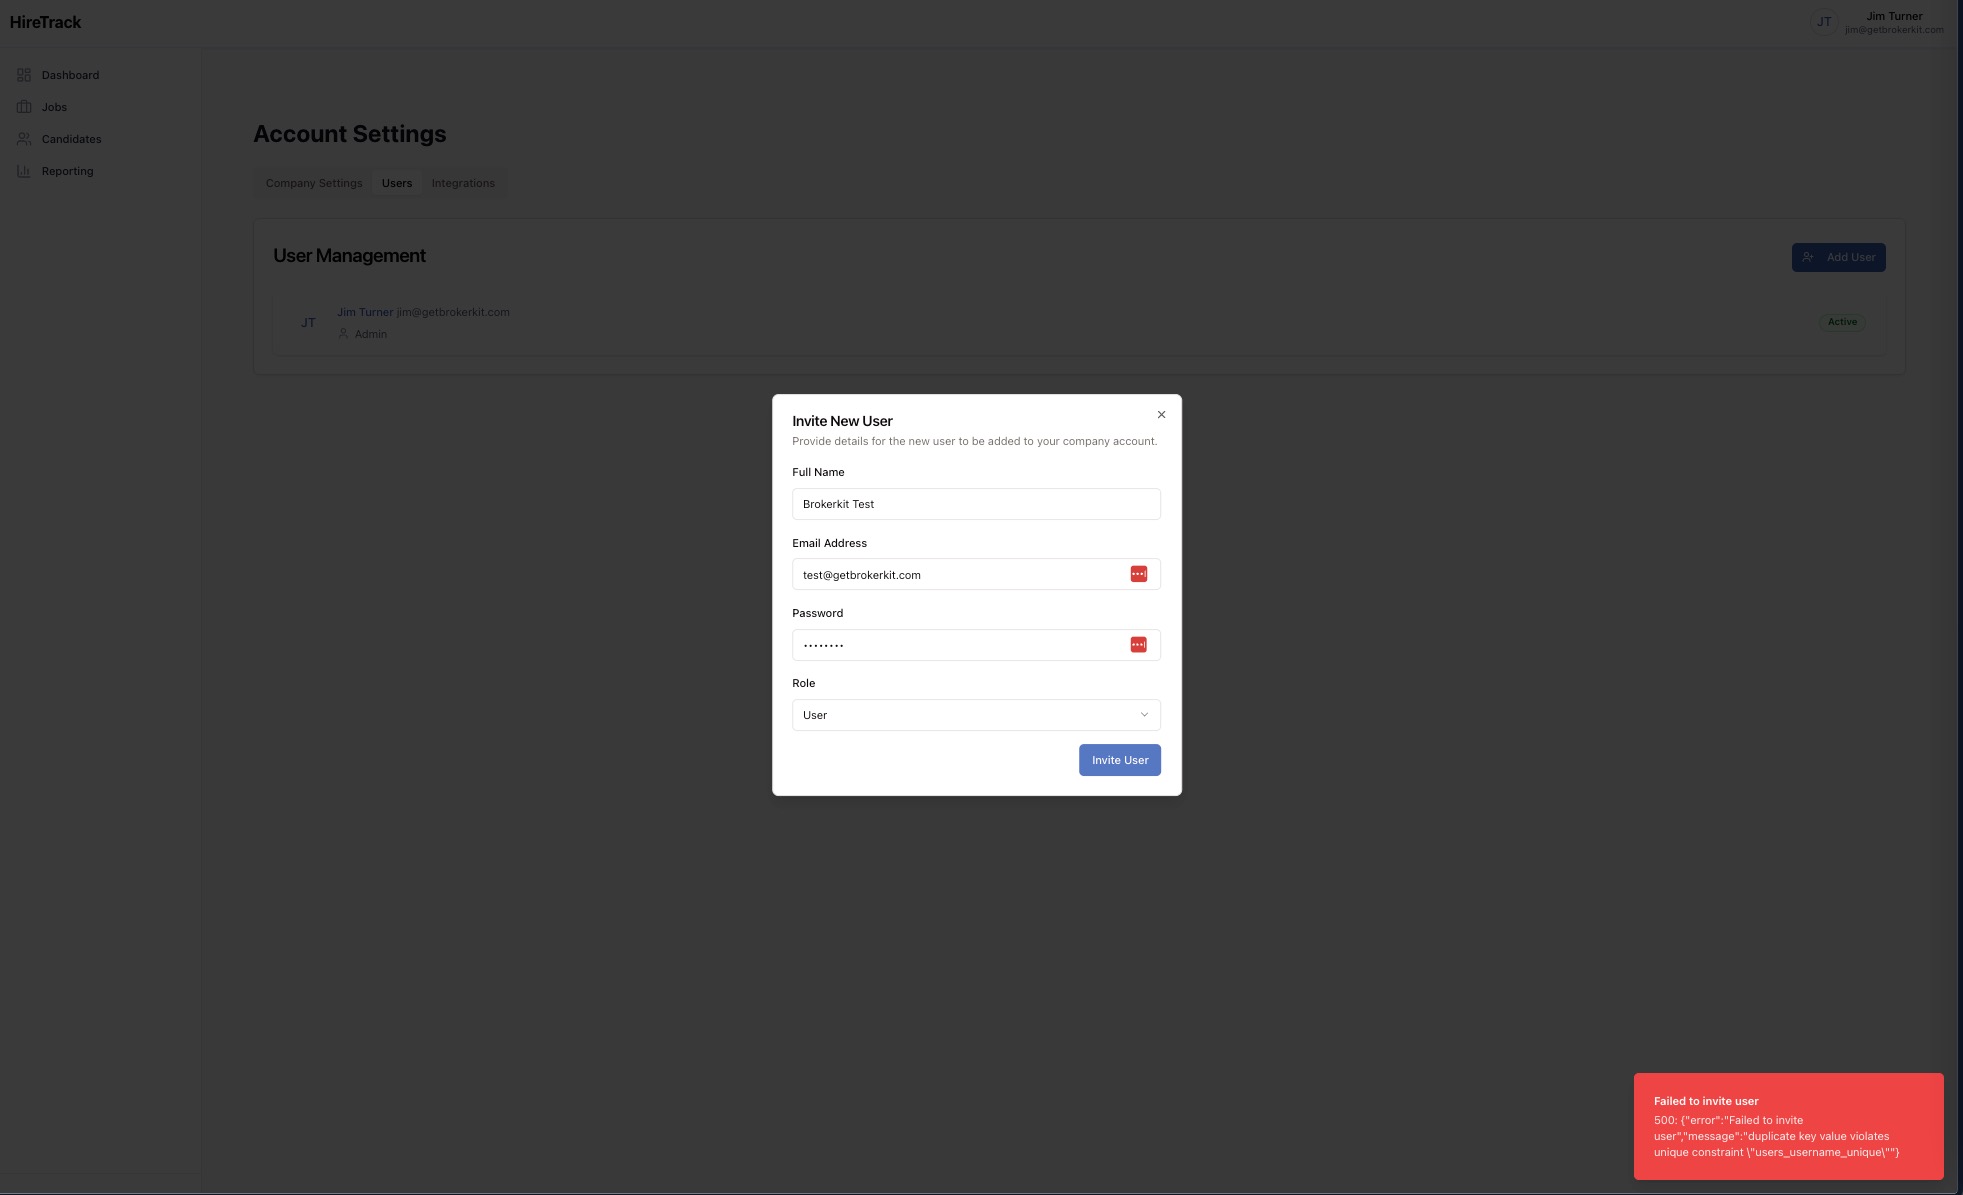 HireTrack
JT
Jim Turner
jim@getbrokerkit.com
Dashboard
Jobs
Candidates
Reporting
Account Settings
Company Settings
Users
Integrations
User Management
Add User
JT
Jim Turner jim@getbrokerkit.com
Admin
Active
Invite New User
Provide details for the new user to be added to your company account.
Full Name
Brokerkit Test
Email Address
test@getbrokerkit.com
Password
••••••••
Role
User
Invite User
Failed to invite user
500: {"error":"Failed to invite
user","message":"duplicate key value violates
unique constraint \"users_username_unique\""}